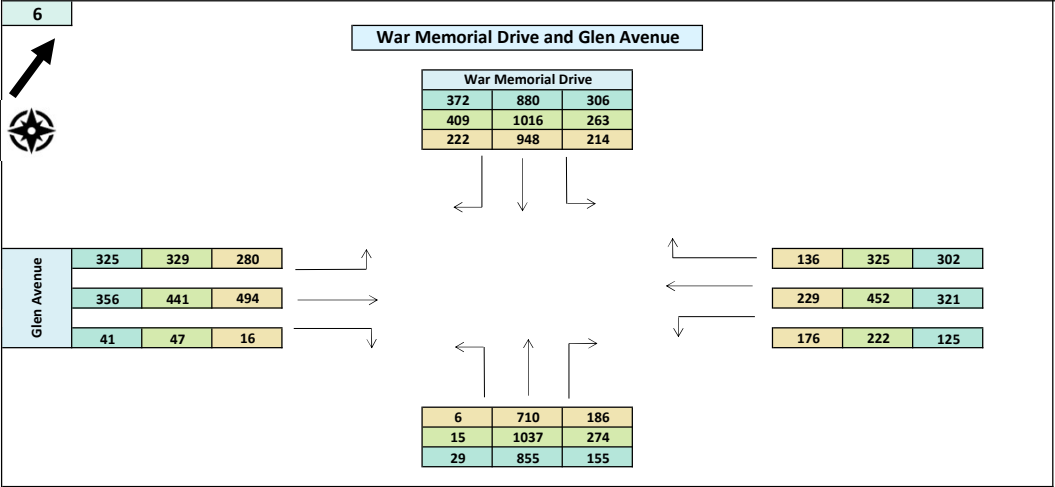 6
War Memorial Drive and Glen Avenue
War Memorial Drive
372 880 306
409 1016 263
222 948 214
Glen Avenue
325 329 280
356 441 494
41 47 16
136 325 302
229 452 321
176 222 125
6 710 186
15 1037 274
29 855 155